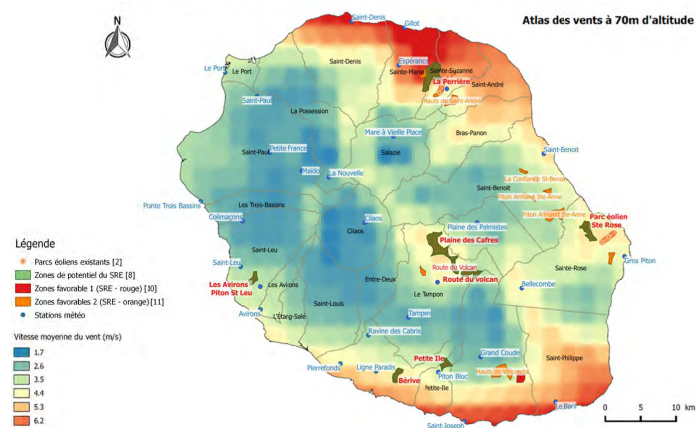 Atlas des vents à 70m d'altitude
N
Saint-Denis
Gillot
Saint-Denis
Espérance
Sainte-Marie
Sainte-Suzanne
La Perrière
Le Port
Le Port
Saint-André
Hauts de Saint-André
Saint-Paul
La Possession
Bras-Panon
Mare à Vieille Place
Saint-Paul
Petite France
Salazie
Saint-Benoit
Maïdo
La Nouvelle
La Confiance St-Benoit
Saint-Benoit
Piton Armand Ste-Anne
Pointe Trois Bassins
Les Trois-Bassins
Colimaçons
Cilaos
Cilaos
Piton Armand Ste-Anne
Parc éolien
Ste Rose
Plaine des Palmistes
Plaine des Cafres
Légende
Parcs éoliens existants [2]
Zones de potentiel du SRE [8]
Zones favorable 1 (SRE - rouge) [10]
Zones favorables 2 (SRE - orange) [11]
Stations météo
Saint-Leu
Saint-Leu
Gros Piton
Route du Volcan
Sainte-Rose
Entre-Deux
Route du volcan
Les Avirons
Piton St Leu
Les Avirons
Bellecombe
Le Tampon
Saint-Louis
Avirons
L'Étang-Salé
Tampon
Vitesse moyenne du vent (m/s)
1,7
2.6
3.5
4.4
5.3
6.2
Ravine des Cabris
Pierrefonds
Ligne Paradis
Petite Ile
Grand Coude
Saint-Philippe
Bérive
Piton Bloc
Hauts de Vincendo
Petite-Ile
Le Baril
Saint-Joseph
0 5 10 km